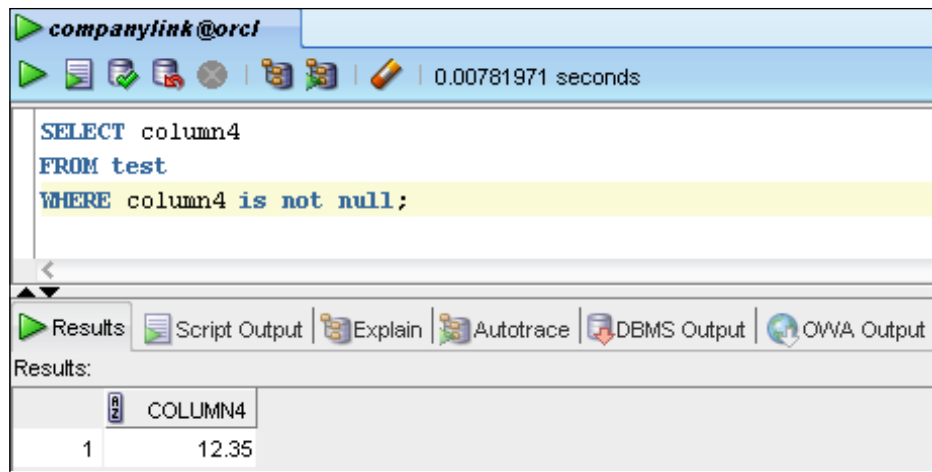 companylink@orcl
0.00781971 seconds
SELECT column4
FROM test
WHERE column4 is not null;
Results Script Output Explain Autotrace DBMS Output OWA Output
Results:
COLUMN4
1 12.35